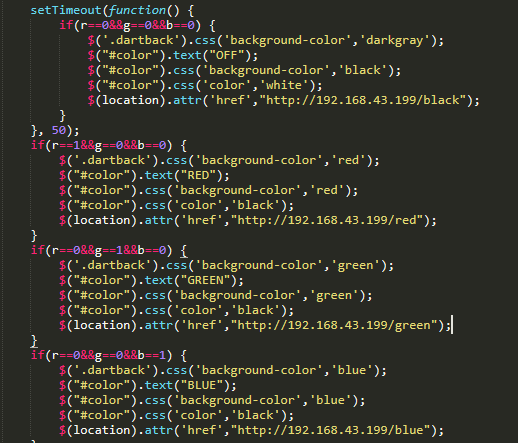 setTimeout(function() {
if(r==0&&g==0&&b==0) {
$('.dartback').css('background-color','darkgray');
$("#color").text("OFF");
$("#color").css('background-color','black');
$("#color").css('color','white');
$(location).attr('href',"http://192.168.43.199/black");
}
}, 50);
if(r==1&&g==0&&b==0) {
$('.dartback').css('background-color','red');
$("#color").text("RED");
$("#color").css('background-color','red');
$("#color").css('color','black');
$(location).attr('href',"http://192.168.43.199/red");
}
if(r==0&&g==1&&b==0) {
$('.dartback').css('background-color','green');
$("#color").text("GREEN");
$("#color").css('background-color','green');
$("#color").css('color','black');
$(location).attr('href',"http://192.168.43.199/green");
}
if(r==0&&g==0&&b==1) {
$('.dartback').css('background-color','blue');
$("#color").text("BLUE");
$("#color").css('background-color','blue');
$("#color").css('color','black');
$(location).attr('href',"http://192.168.43.199/blue");